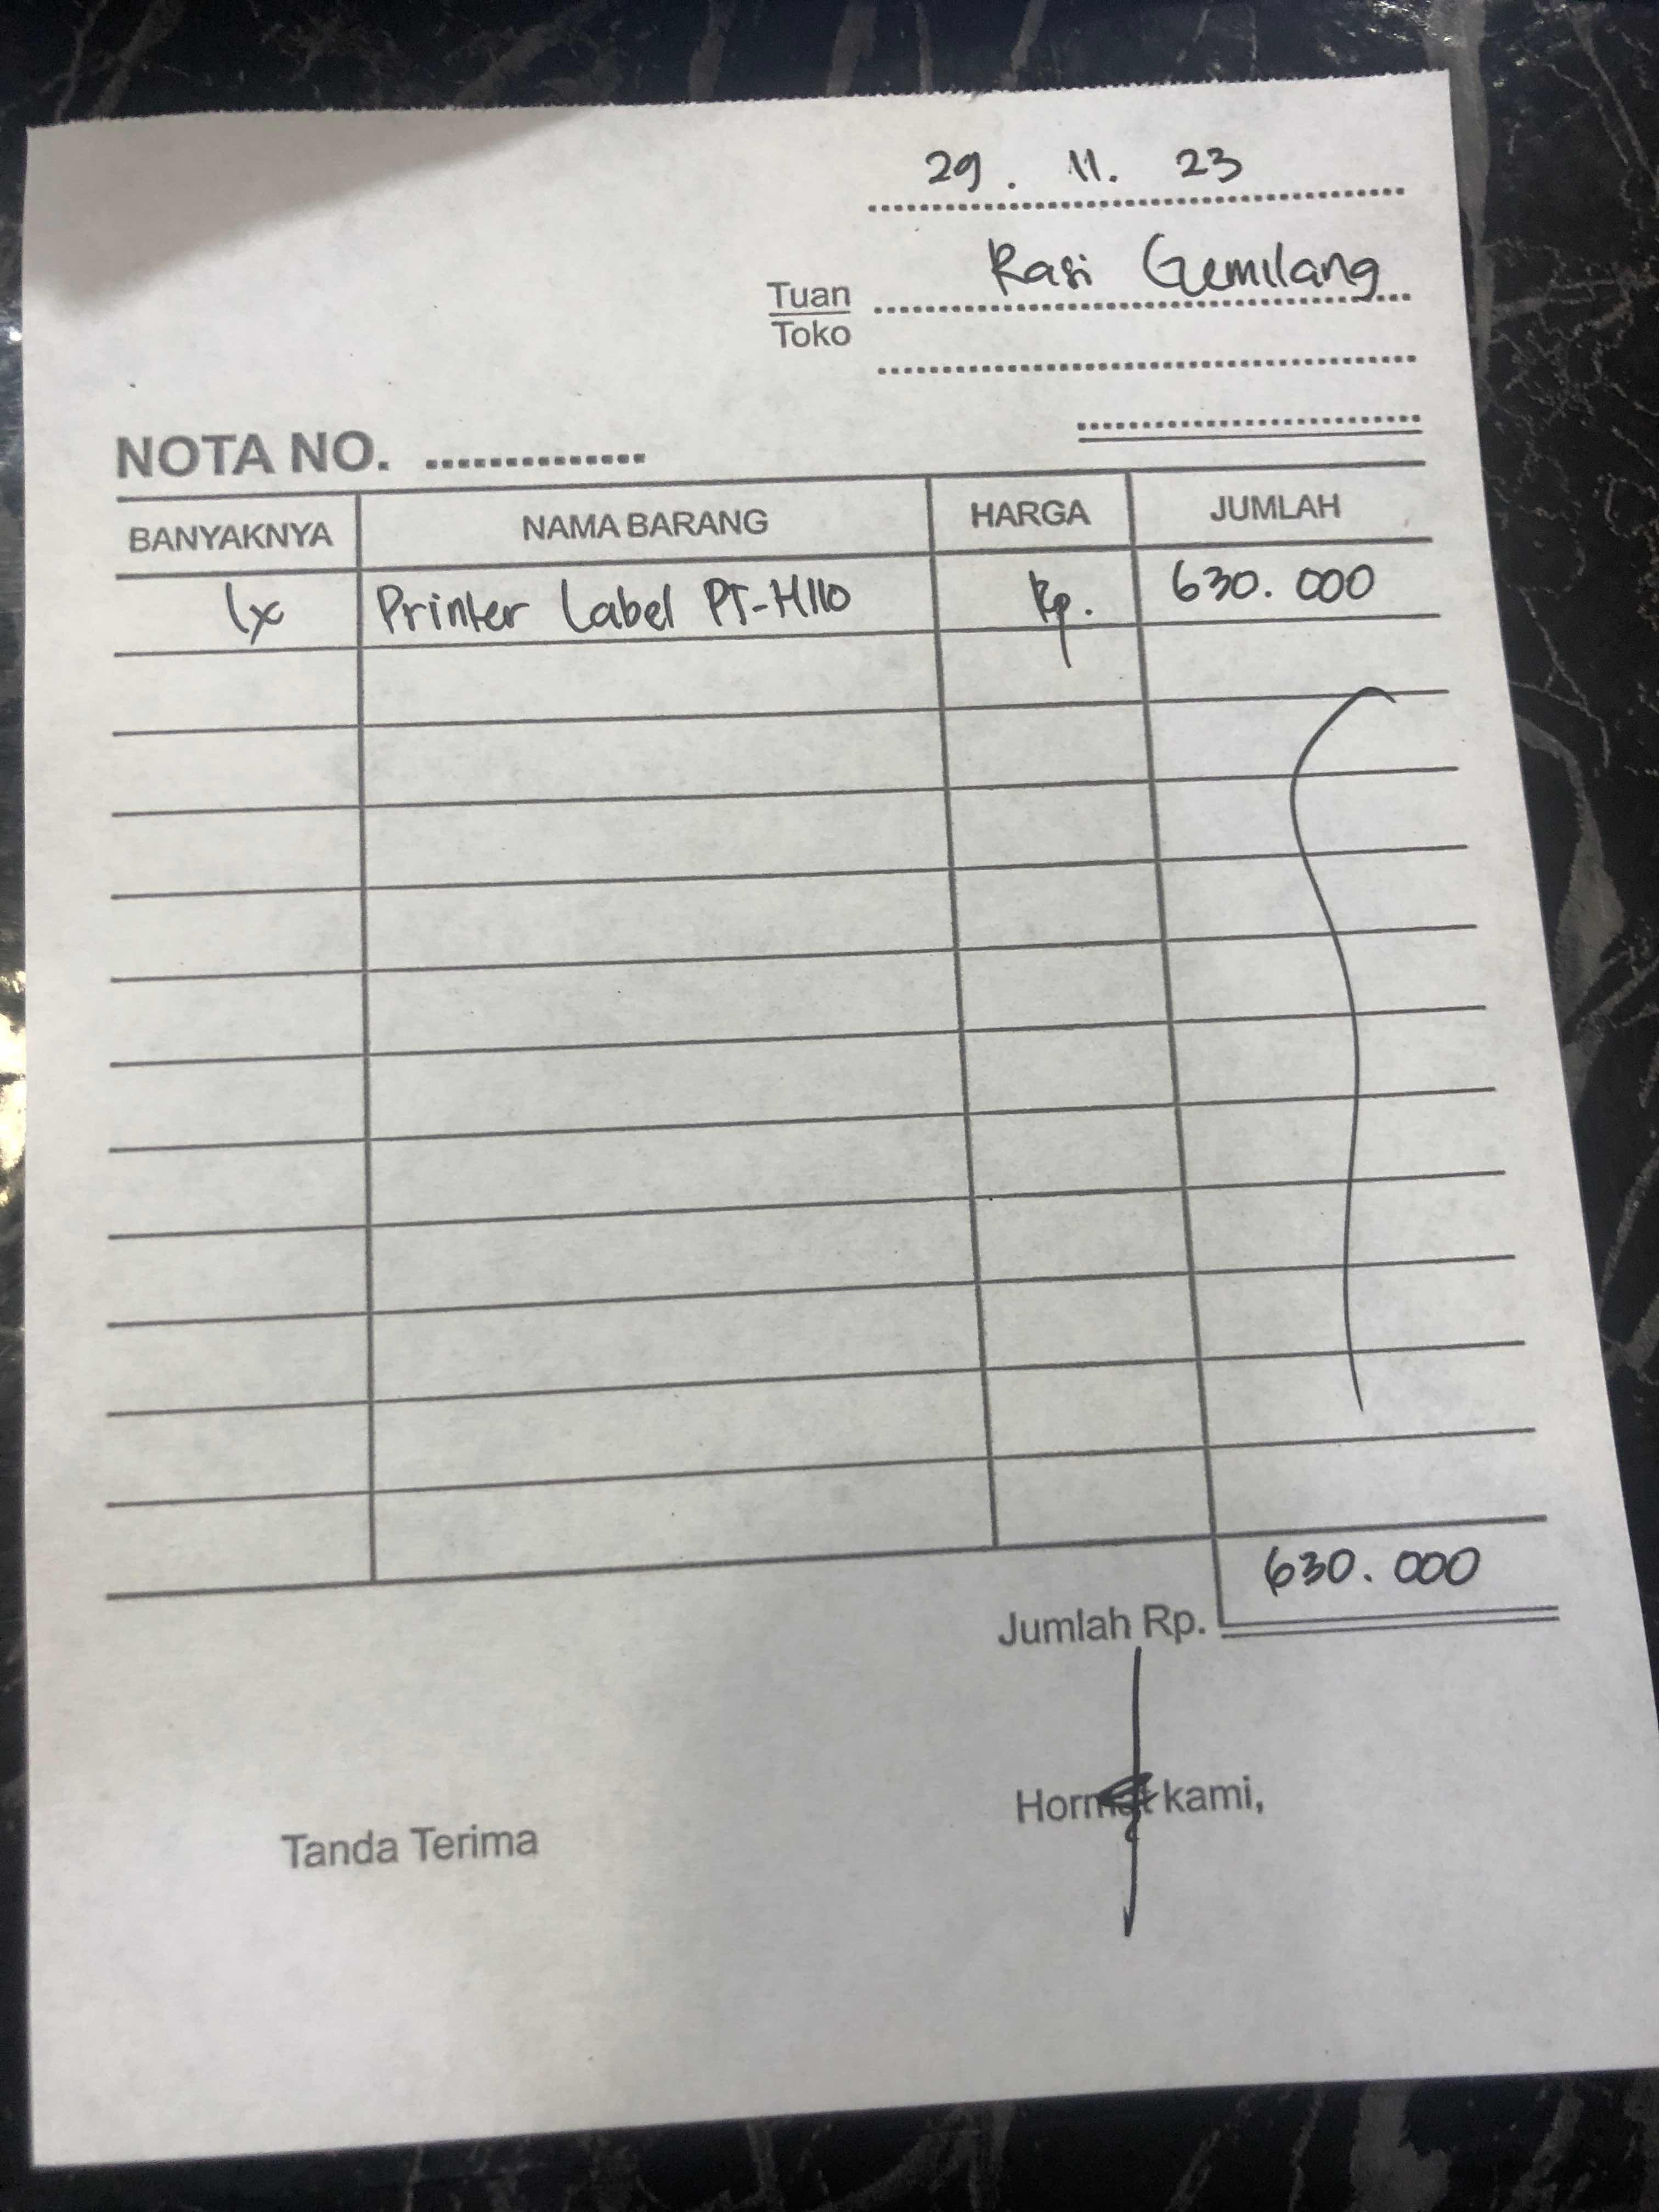 29. 11. 23
Tuan Rasi Gemilang
Toko
NOTA NO. ...............
BANYAKNYA NAMA BARANG HARGA JUMLAH
1x Printer Label PT-H110 Rp. 630.000
Jumlah Rp. 630.000
Tanda Terima Hormat kami,